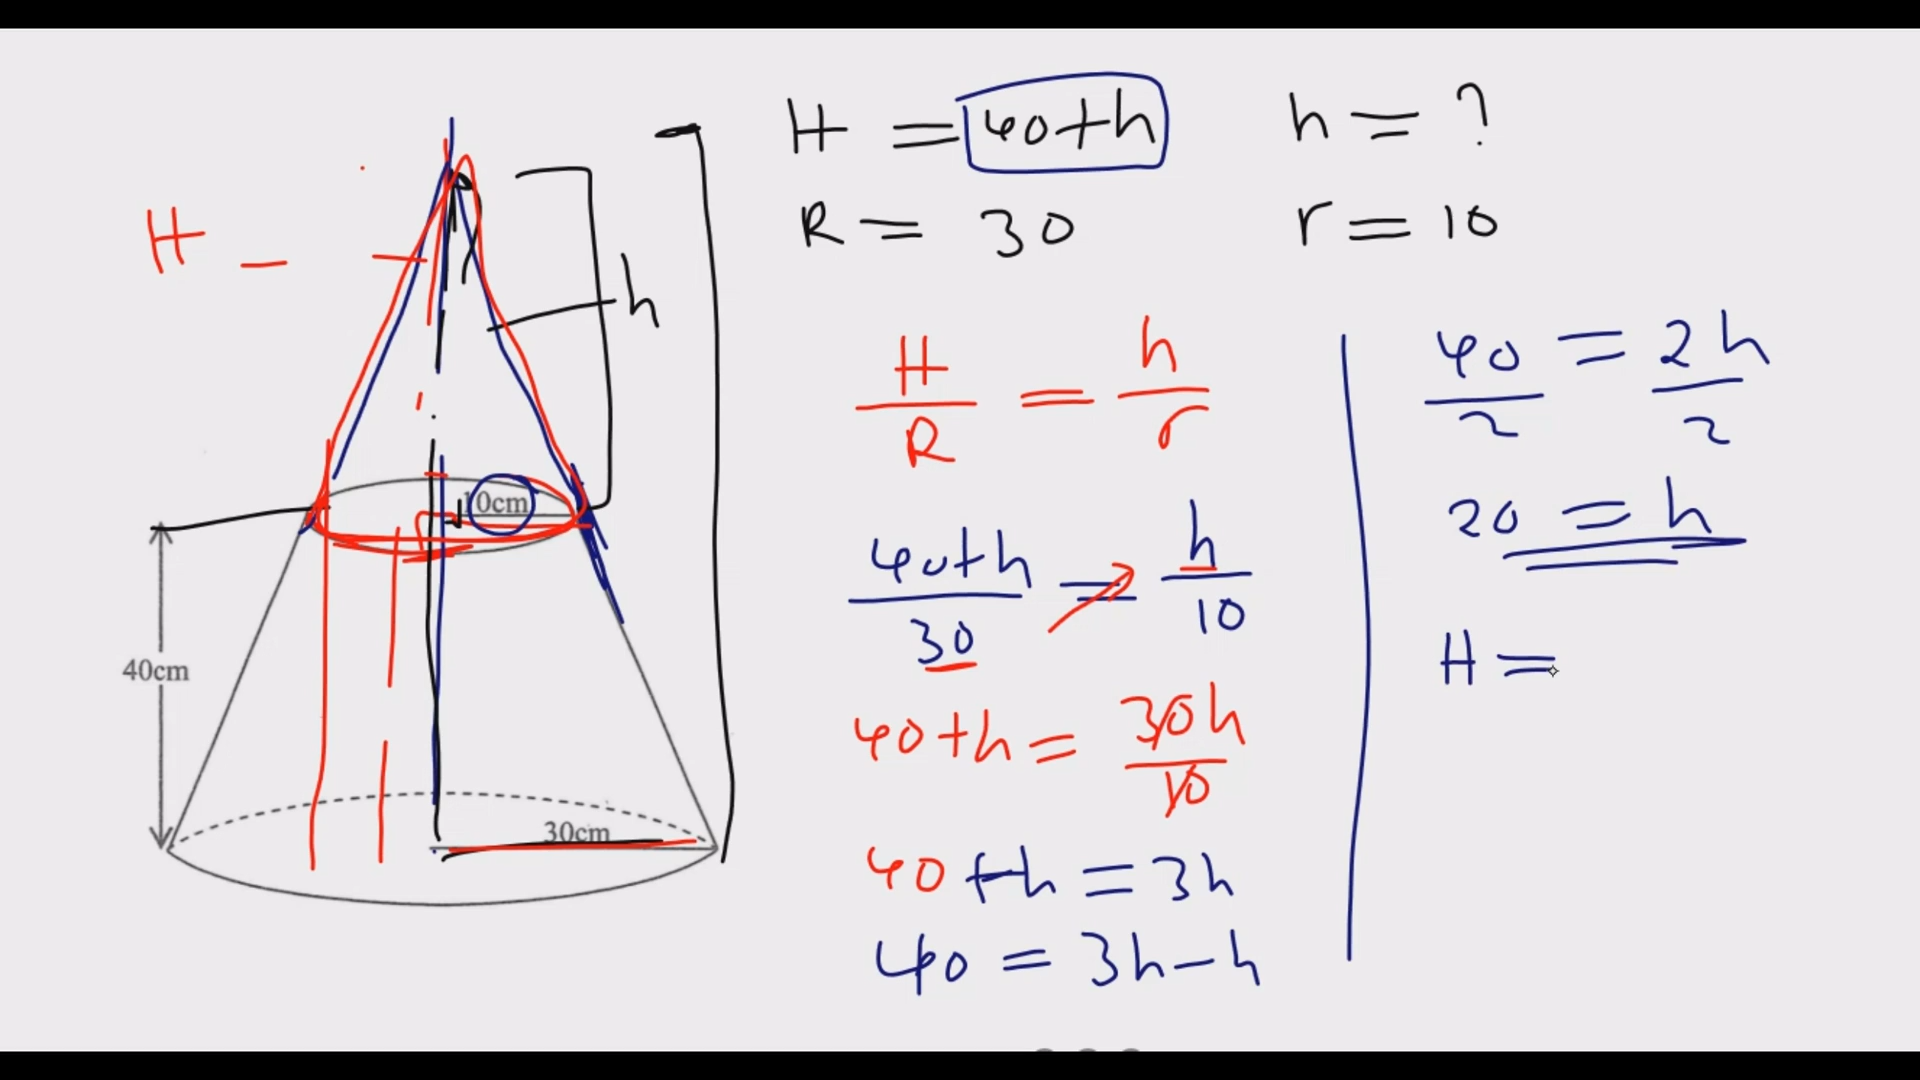 H = 40+h
h = ?
R = 30
r = 10
H _
h
10cm
40cm
30cm
H/R = h/r
40+h/30 = h/10
40+h = 30h/10
40+h = 3h
40 = 3h-h
40/2 = 2h/2
20 = h
H =